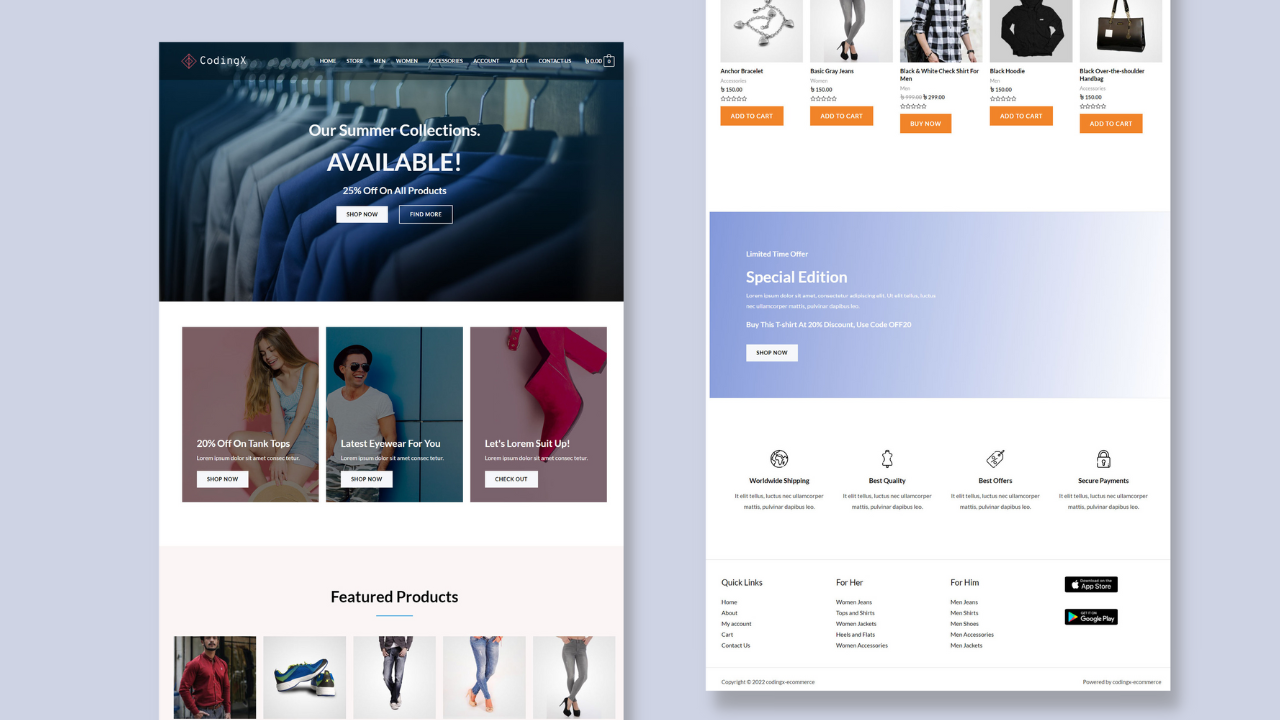 CodingX
HOME STORE MEN WOMEN ACCESSORIES ACCOUNT ABOUT CONTACT US ৳ 0.00 0
Our Summer Collections.
AVAILABLE!
25% Off On All Products
SHOP NOW FIND MORE
20% Off On Tank Tops
Lorem ipsum dolor sit amet consec tetur.
SHOP NOW
Latest Eyewear For You
Lorem ipsum dolor sit amet consec tetur.
SHOP NOW
Let's Lorem Suit Up!
Lorem ipsum dolor sit amet consec tetur.
CHECK OUT
Featured Products
Anchor Bracelet
Accessories
৳ 150.00
ADD TO CART
Basic Gray Jeans
Women
৳ 150.00
ADD TO CART
Black & White Check Shirt For
Men
Men
৳ 299.00
BUY NOW
Black Hoodie
Men
৳ 150.00
ADD TO CART
Black Over-the-shoulder
Handbag
Accessories
৳ 150.00
ADD TO CART
Limited Time Offer
Special Edition
Lorem ipsum dolor sit amet, consectetur adipiscing elit. Ut elit tellus, luctus
nec ullamcorper mattis, pulvinar dapibus leo.
Buy This T-shirt At 20% Discount, Use Code OFF20
SHOP NOW
Worldwide Shipping
It elit tellus, luctus nec ullamcorper
mattis, pulvinar dapibus leo.
Best Quality
It elit tellus, luctus nec ullamcorper
mattis, pulvinar dapibus leo.
Best Offers
It elit tellus, luctus nec ullamcorper
mattis, pulvinar dapibus leo.
Secure Payments
It elit tellus, luctus nec ullamcorper
mattis, pulvinar dapibus leo.
Quick Links
Home
About
My account
Cart
Contact Us
For Her
Women Jeans
Tops and Shirts
Women Jackets
Heels and Flats
Women Accessories
For Him
Men Jeans
Men Shirts
Men Shoes
Men Accessories
Men Jackets
Download on the
App Store
GET IT ON
Google Play
Copyright © 2022 codingx-ecommerce
Powered by codingx-ecommerce